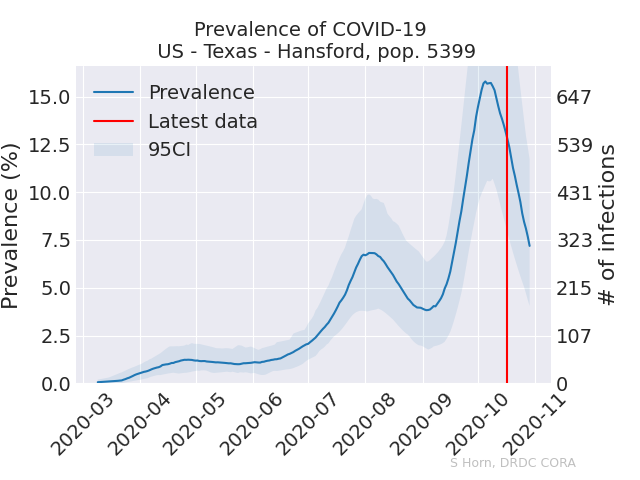 Prevalence of COVID-19
US - Texas - Hansford, pop. 5399
Prevalence
Latest data
95CI
Prevalence (%)
15.0
12.5
10.0
7.5
5.0
2.5
0.0
647
539
431
323
215
107
0
# of infections
2020-03
2020-04
2020-05
2020-06
2020-07
2020-08
2020-09
2020-10
2020-11
S Horn, DRDC CORA